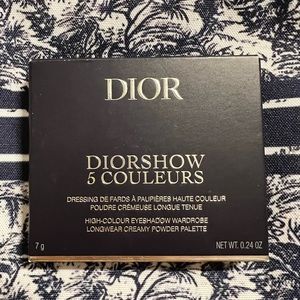 DIOR
DIORSHOW
5 COULEURS
DRESSING DE FARDS À PAUPIÈRES HAUTE COULEUR
POUDRE CRÉMEUSE LONGUE TENUE
HIGH-COLOUR EYESHADOW WARDROBE
LONGWEAR CREAMY POWDER PALETTE
7 g NET WT. 0.24 OZ